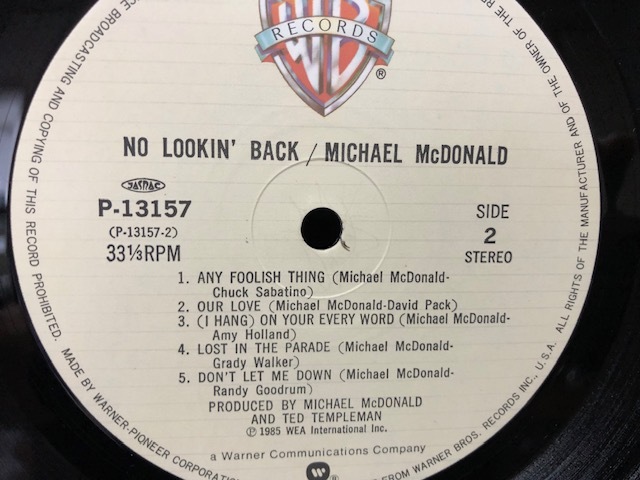 WB
RECORDS
®
NO LOOKIN' BACK / MICHAEL McDONALD
JASRAC
P-13157
(P-13157-2)
33⅓RPM
SIDE
2
STEREO
1. ANY FOOLISH THING (Michael McDonald-
Chuck Sabatino)
2. OUR LOVE (Michael McDonald-David Pack)
3. (I HANG) ON YOUR EVERY WORD (Michael McDonald-
Amy Holland)
4. LOST IN THE PARADE (Michael McDonald-
Grady Walker)
5. DON'T LET ME DOWN (Michael McDonald-
Randy Goodrum)
PRODUCED BY MICHAEL McDONALD
AND TED TEMPLEMAN
℗ 1985 WEA International Inc.
a Warner Communications Company
BROADCASTING AND COPYING OF THIS RECORD PROHIBITED. MADE BY WARNER-PIONEER CORPORATION
FROM WARNER BROS. RECORDS INC., U.S.A. ALL RIGHTS OF THE MANUFACTURER AND OF THE OWNER OF THE